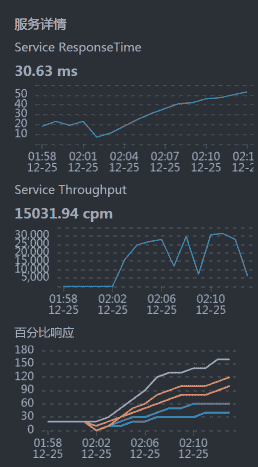 服务详情
Service ResponseTime
30.63 ms
50
40
30
20
10
01:58 02:01 02:04 02:07 02:10 02:1
12-25 12-25 12-25 12-25 12-25 12-2
Service Throughput
15031.94 cpm
30,000
25,000
20,000
15,000
10,000
5,000
01:58 02:02 02:06 02:10
12-25 12-25 12-25 12-25
百分比响应
180
150
120
90
60
30
0
01:58 02:02 02:06 02:10
12-25 12-25 12-25 12-25